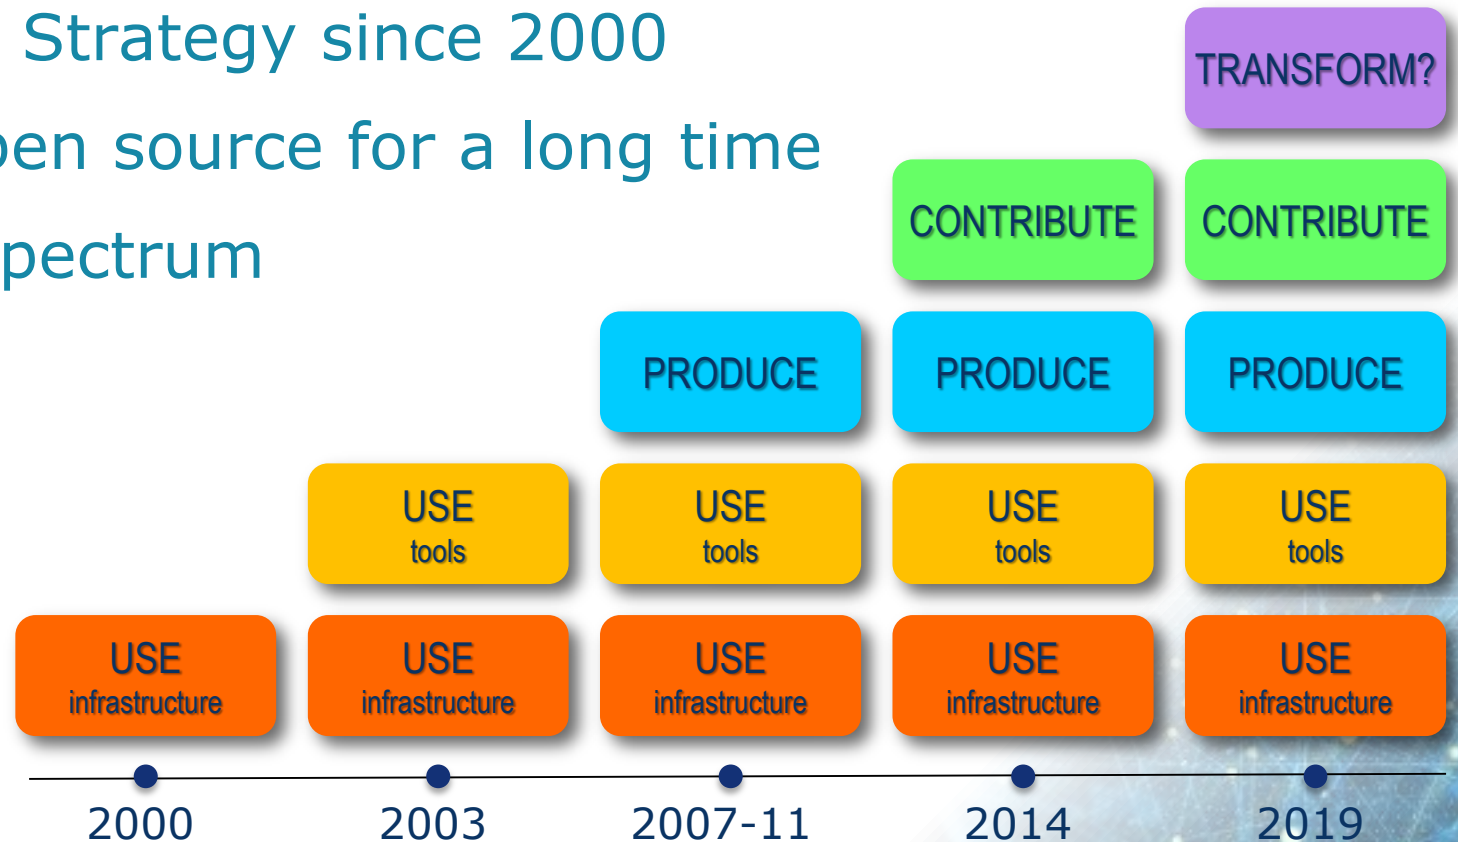 Strategy since 2000
pen source for a long time
pectrum
TRANSFORM?
CONTRIBUTE CONTRIBUTE
PRODUCE PRODUCE PRODUCE
USE USE USE USE
tools tools tools tools
USE USE USE USE USE
infrastructure infrastructure infrastructure infrastructure infrastructure
2000 2003 2007-11 2014 2019